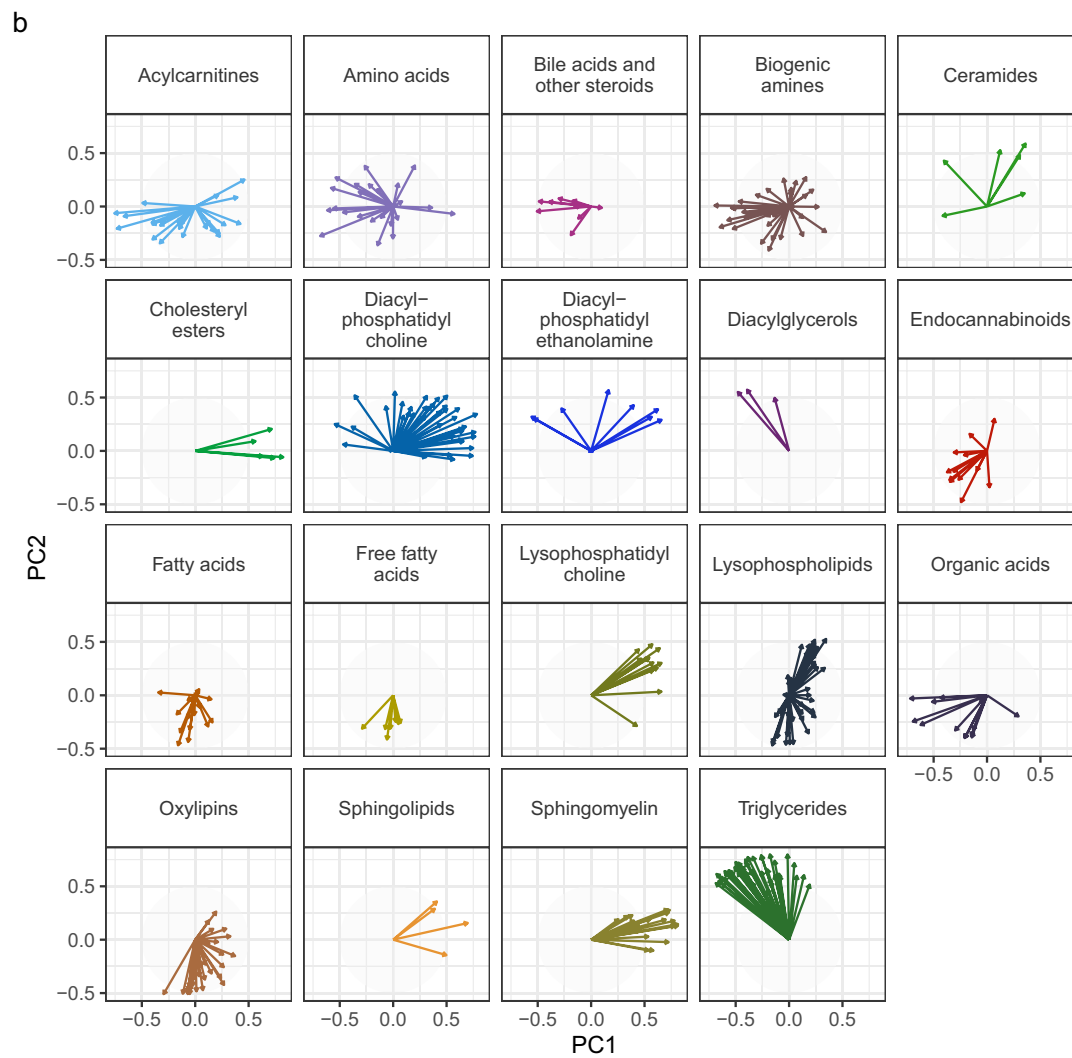 b
Acylcarnitines
Amino acids
Bile acids and
other steroids
Biogenic
amines
Ceramides
0.5
0.0
−0.5
Cholesteryl
esters
Diacyl−
phosphatidyl
choline
Diacyl−
phosphatidyl
ethanolamine
Diacylglycerols
Endocannabinoids
0.5
0.0
−0.5
PC2
Fatty acids
Free fatty
acids
Lysophosphatidyl
choline
Lysophospholipids
Organic acids
0.5
0.0
−0.5
−0.5 0.0 0.5
Oxylipins
Sphingolipids
Sphingomyelin
Triglycerides
0.5
0.0
−0.5
−0.5 0.0 0.5 −0.5 0.0 0.5 −0.5 0.0 0.5 −0.5 0.0 0.5
PC1